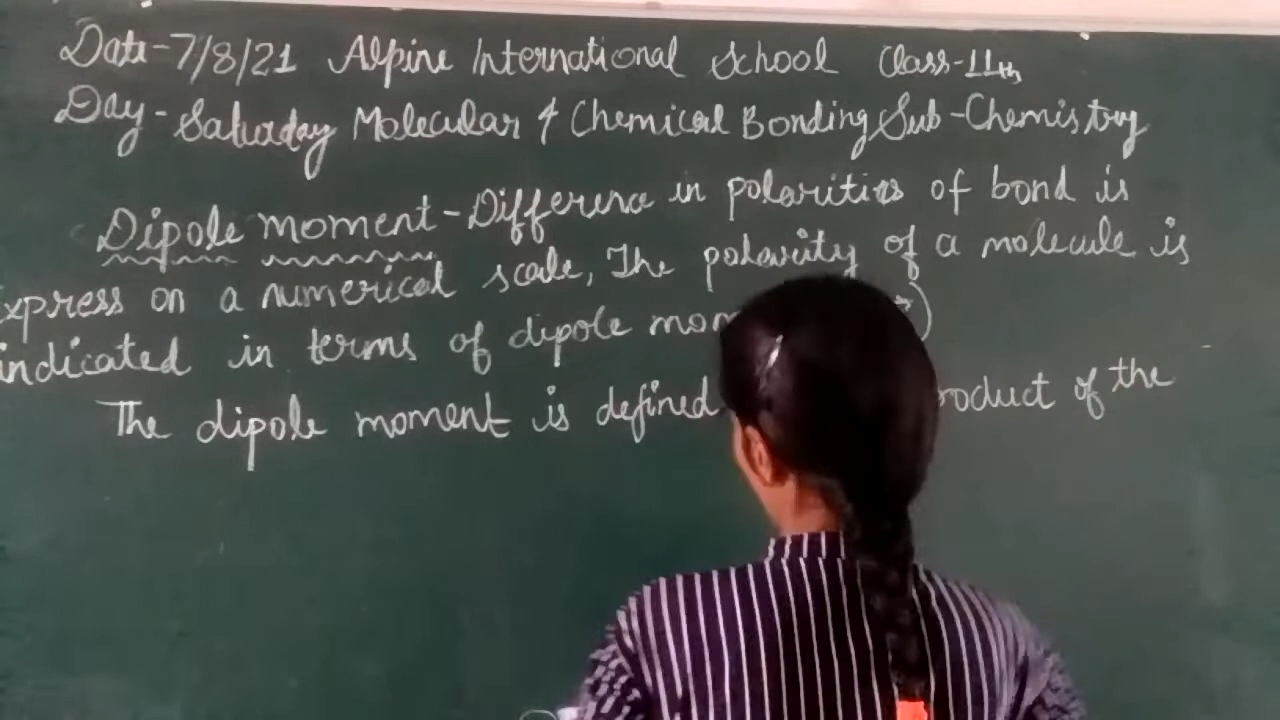 Date-7/8/21 Alpine International School Class-11th
Day-Saturday Molecular & Chemical Bonding Sub-Chemistry
Dipole moment-Difference in polarities of bond is
express on a numerical scale, The polarity of a molecule is
indicated in terms of dipole mom )
The dipole moment is defined roduct of the